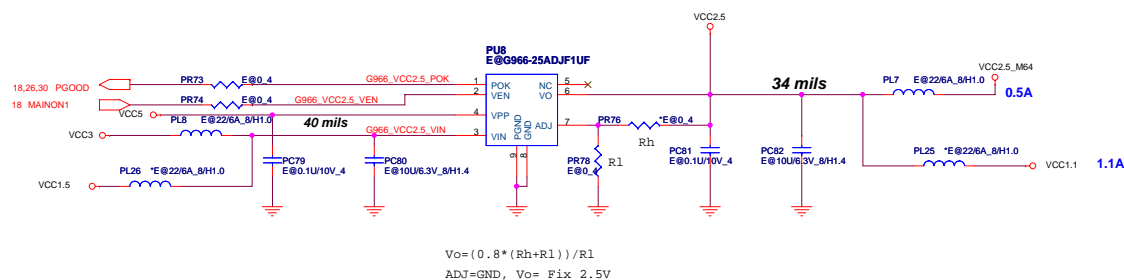 VCC2.5
PU8
E@G966-25ADJF1UF
34 mils
VCC2.5_M64
18,26,30 PGOOD
PR73
E@0_4
G966_VCC2.5_POK
1
POK
NC
5
PL7
E@22/6A_8/H1.0
0.5A
18 MAINON1
PR74
E@0_4
G966_VCC2.5_VEN
2
VEN
VO
6
VCC5
4
VPP
PL8
E@22/6A_8/H1.0
40 mils
ADJ
7
PR76
*E@0_4
VCC3
G966_VCC2.5_VIN
3
VIN
PGND
GND
Rh
9
8
PR78
E@0_4
Rl
PC81
E@0.1U/10V_4
PC82
E@10U/6.3V_8/H1.4
PL25
*E@22/6A_8/H1.0
VCC1.1
1.1A
VCC1.5
PL26
*E@22/6A_8/H1.0
PC79
E@0.1U/10V_4
PC80
E@10U/6.3V_8/H1.4
Vo=(0.8*(Rh+Rl))/Rl
ADJ=GND, Vo= Fix 2.5V